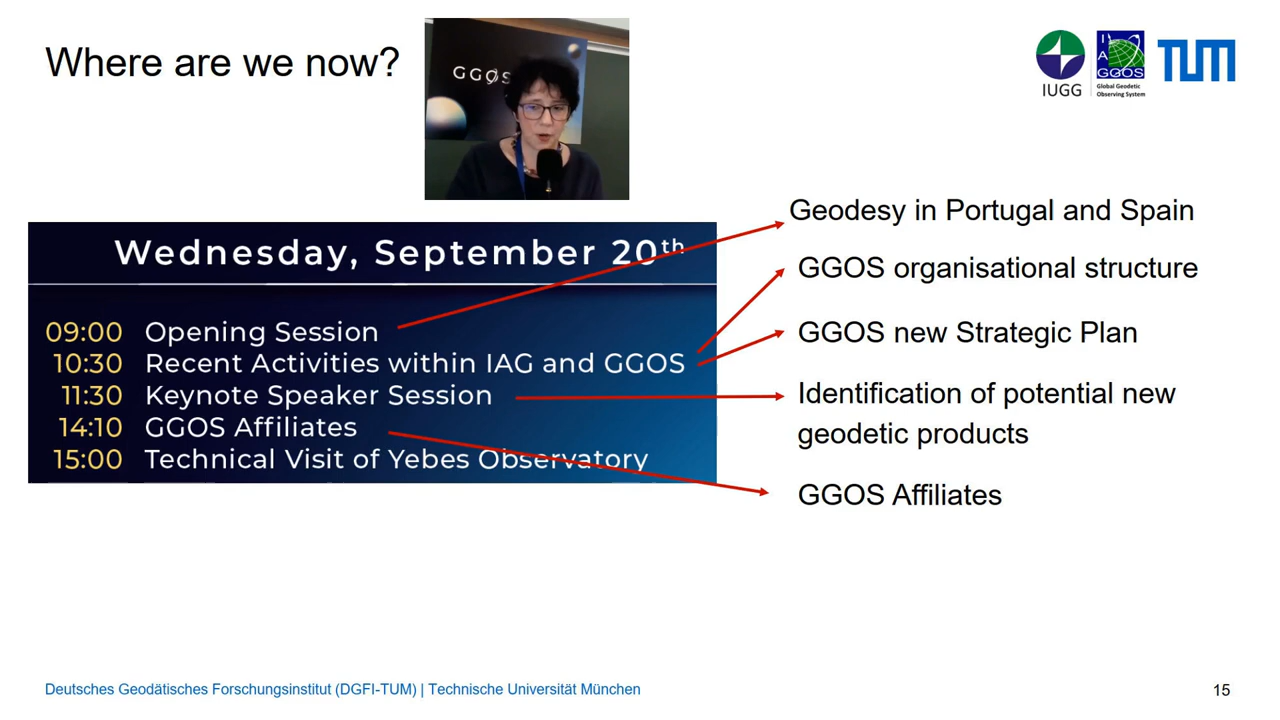 Where are we now?
GGOS
IUGG
I
A
GGOS
Global Geodetic
Observing System
TUM
Wednesday, September 20th
09:00 Opening Session
10:30 Recent Activities within IAG and GGOS
11:30 Keynote Speaker Session
14:10 GGOS Affiliates
15:00 Technical Visit of Yebes Observatory
Geodesy in Portugal and Spain
GGOS organisational structure
GGOS new Strategic Plan
Identification of potential new
geodetic products
GGOS Affiliates
Deutsches Geodätisches Forschungsinstitut (DGFI-TUM) | Technische Universität München
15